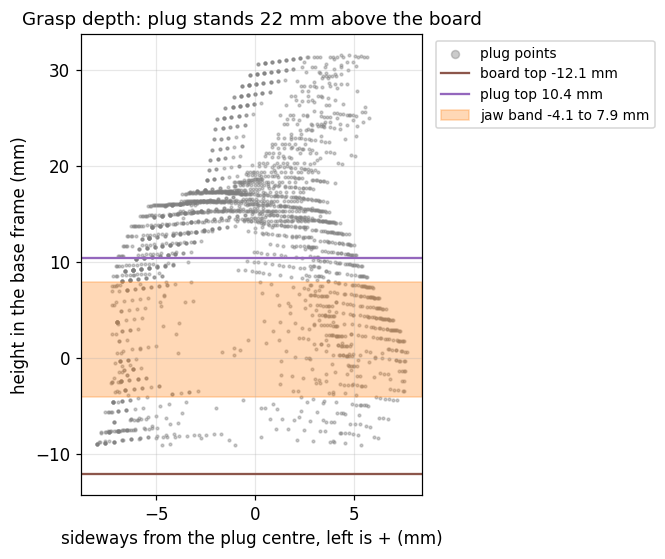 Grasp depth: plug stands 22 mm above the board
plug points
board top -12.1 mm
plug top 10.4 mm
jaw band -4.1 to 7.9 mm
height in the base frame (mm)
30
20
10
0
−10
−5
0
5
sideways from the plug centre, left is + (mm)